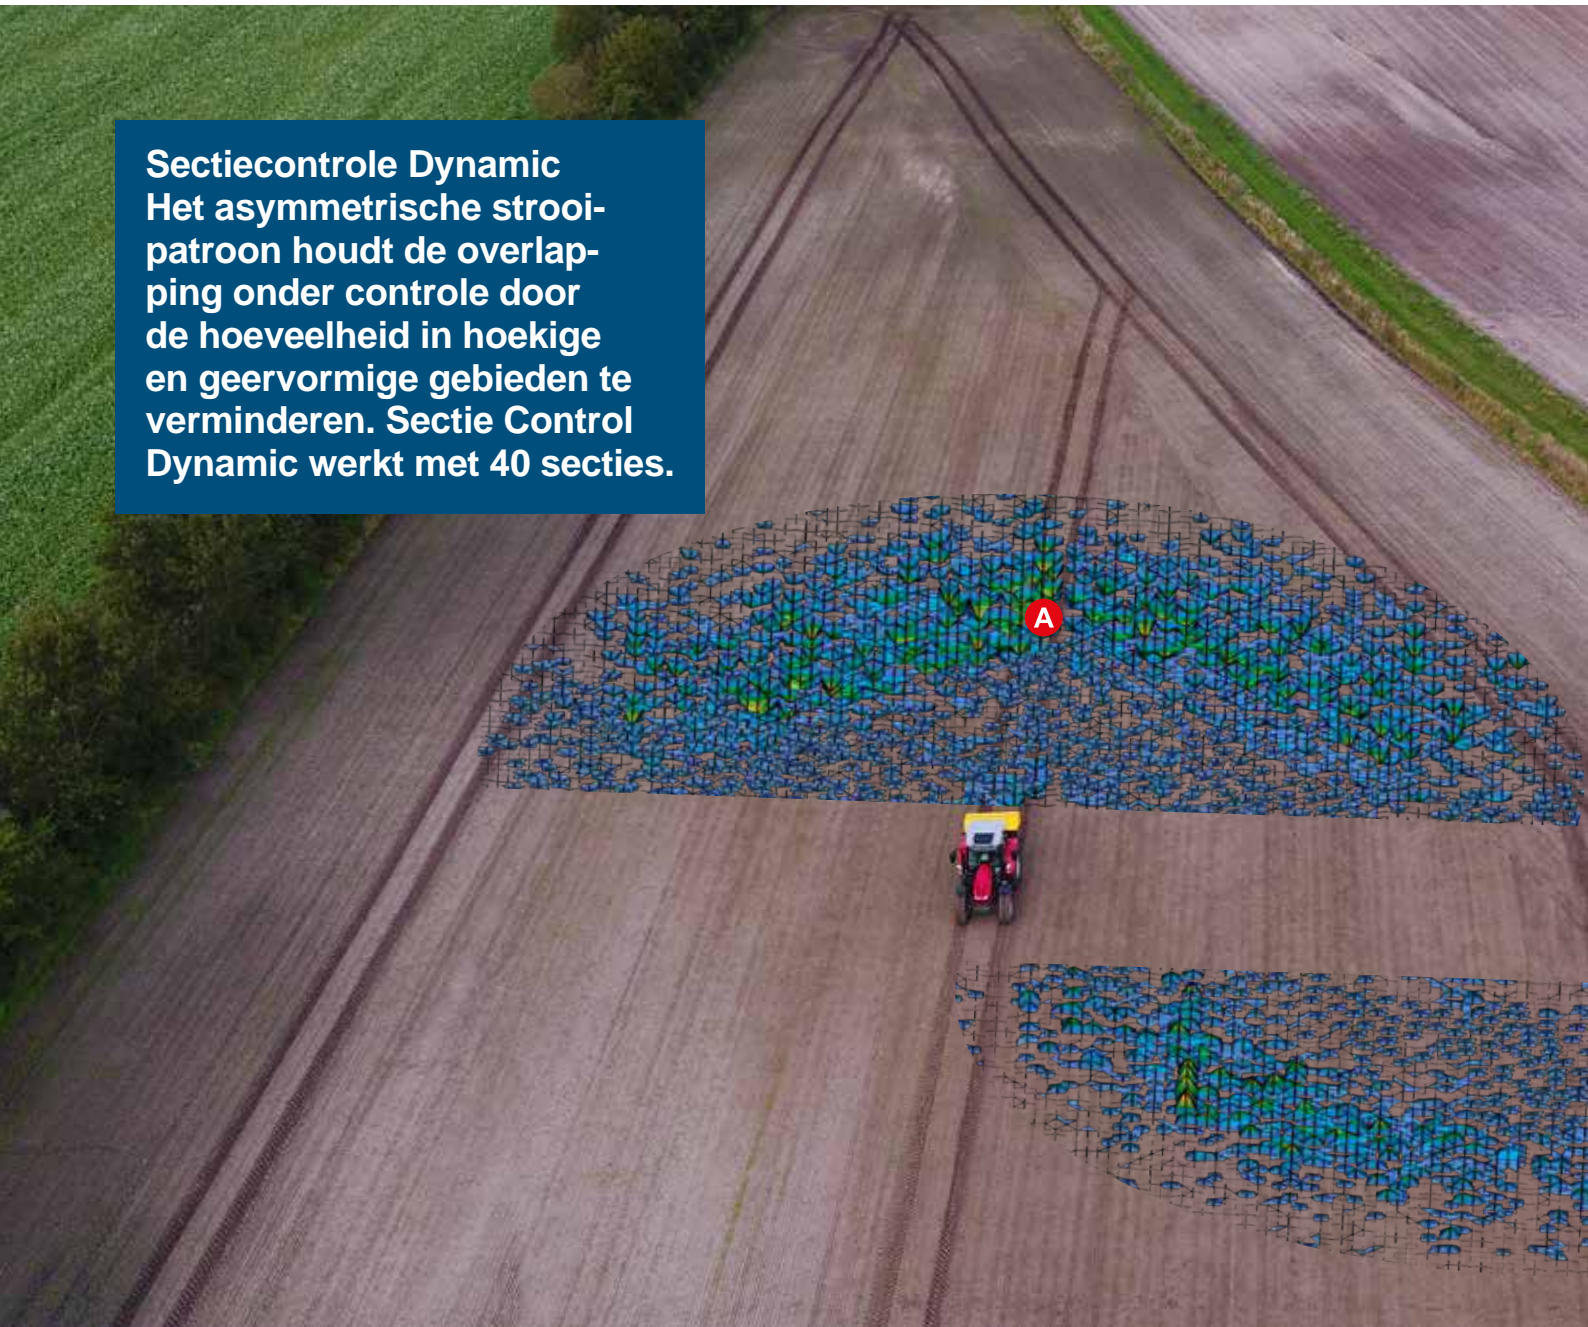 Sectiecontrole Dynamic
Het asymmetrische strooi-
patroon houdt de overlap-
ping onder controle door
de hoeveelheid in hoekige
en geervormige gebieden te
verminderen. Sectie Control
Dynamic werkt met 40 secties.
A